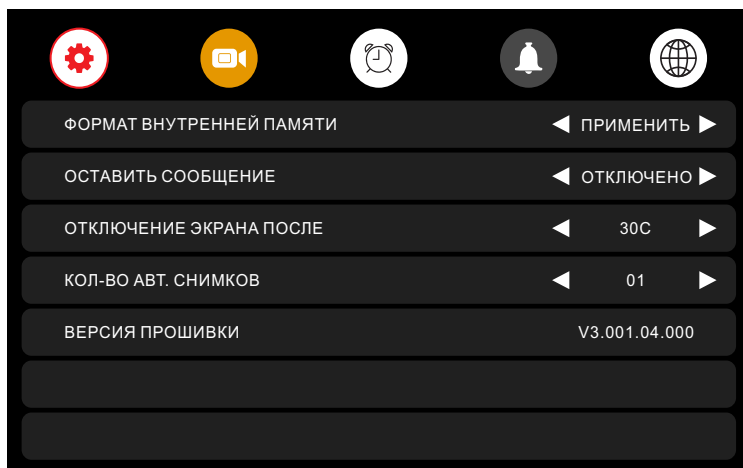 ФОРМАТ ВНУТРЕННЕЙ ПАМЯТИ ПРИМЕНИТЬ
ОСТАВИТЬ СООБЩЕНИЕ ОТКЛЮЧЕНО
ОТКЛЮЧЕНИЕ ЭКРАНА ПОСЛЕ 30С
КОЛ-ВО АВТ. СНИМКОВ 01
ВЕРСИЯ ПРОШИВКИ V3.001.04.000